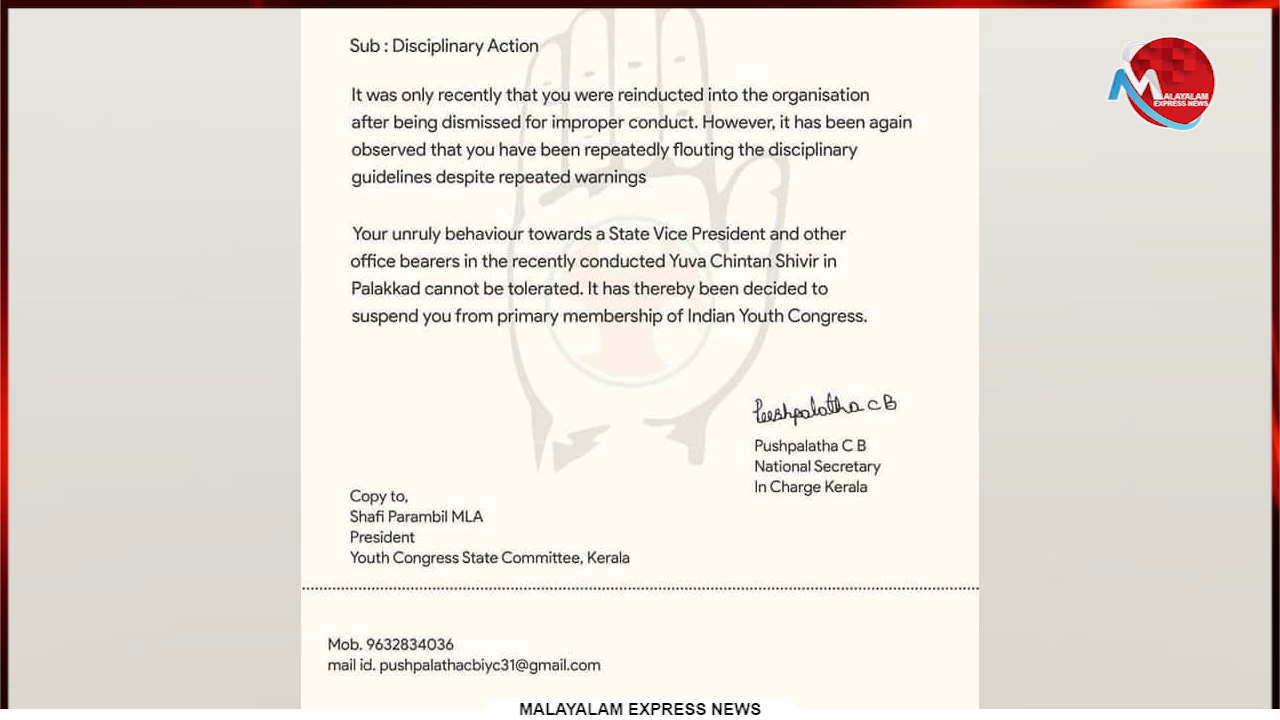 Sub : Disciplinary Action
It was only recently that you were reinducted into the organisation
after being dismissed for improper conduct. However, it has been again
observed that you have been repeatedly flouting the disciplinary
guidelines despite repeated warnings
Your unruly behaviour towards a State Vice President and other
office bearers in the recently conducted Yuva Chintan Shivir in
Palakkad cannot be tolerated. It has thereby been decided to
suspend you from primary membership of Indian Youth Congress.
Pushpalatha C B
Pushpalatha C B
National Secretary
In Charge Kerala
Copy to,
Shafi Parambil MLA
President
Youth Congress State Committee, Kerala
Mob. 9632834036
mail id. pushpalathacbiyc31@gmail.com
MALAYALAM EXPRESS NEWS
MALAYALAM
EXPRESS NEWS